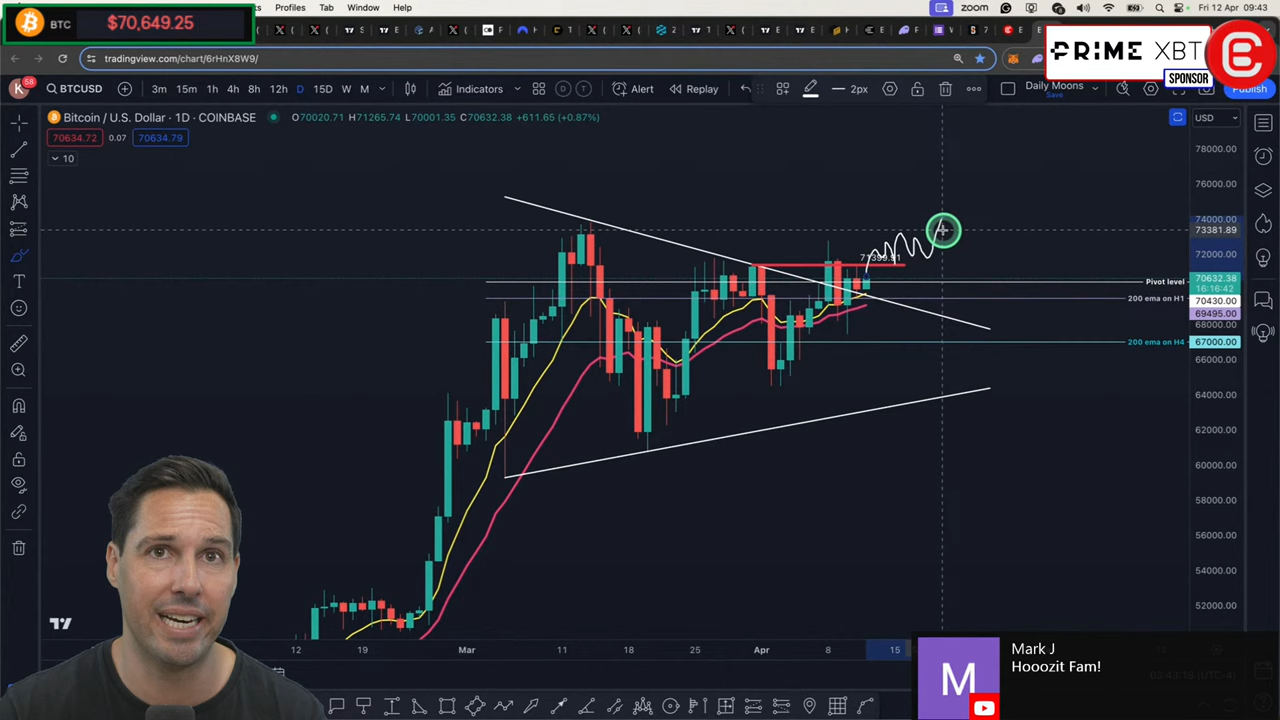 Profiles Tab Window Help
zoom Fri 12 Apr 09:43
BTC $70,649.25
tradingview.com/chart/6rHnX8W9/
PRIME XBT
SPONSOR
K 58 BTCUSD 3m 15m 1h 4h 8h 12h D 15D W M Indicators Alert Replay 2px Daily Moons Save Publish
Bitcoin / U.S. Dollar · 1D · COINBASE O70020.71 H71265.74 L70001.35 C70632.38 +611.65 (+0.87%) USD
70634.72 0.07 70634.79
10
78000.00
76000.00
74000.00
73381.89
72000.00
Pivot level 70632.38
16:16:42
200 ema on H1 70430.00
69495.00
68000.00
200 ema on H4 67000.00
66000.00
64000.00
62000.00
60000.00
58000.00
56000.00
54000.00
52000.00
12 19 Mar 11 18 25 Apr 8 15
M
Mark J
Hooozit Fam!